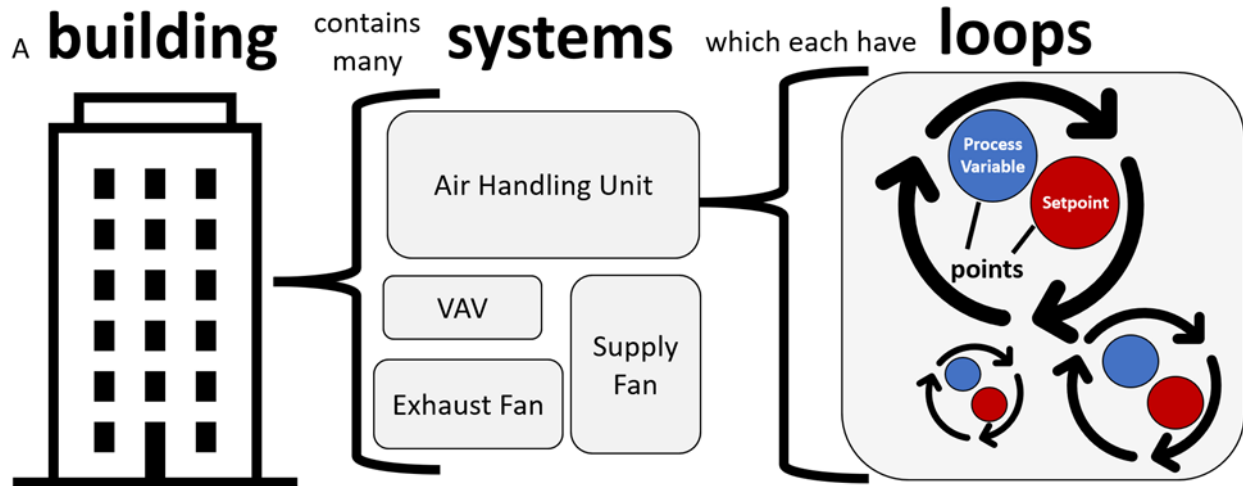 A building contains many systems which each have loops
Air Handling Unit
VAV
Exhaust Fan
Supply
Fan
Process
Variable
Setpoint
points